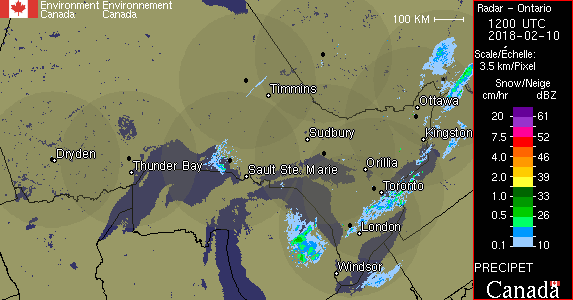 Environment Environnement
Canada Canada
100 KM
Radar - Ontario
1200 UTC
2018-02-10
Scale/Échelle:
3.5 km/Pixel
Snow/Neige
cm/hr dBZ
20 61
7.5 52
4.0 46
2.0 39
1.0 33
0.5 26
0.1 10
PRECIPET
Canada
Timmins
Ottawa
Sudbury
Kingston
Dryden
Thunder Bay
Sault Ste. Marie
Orillia
Toronto
London
Windsor